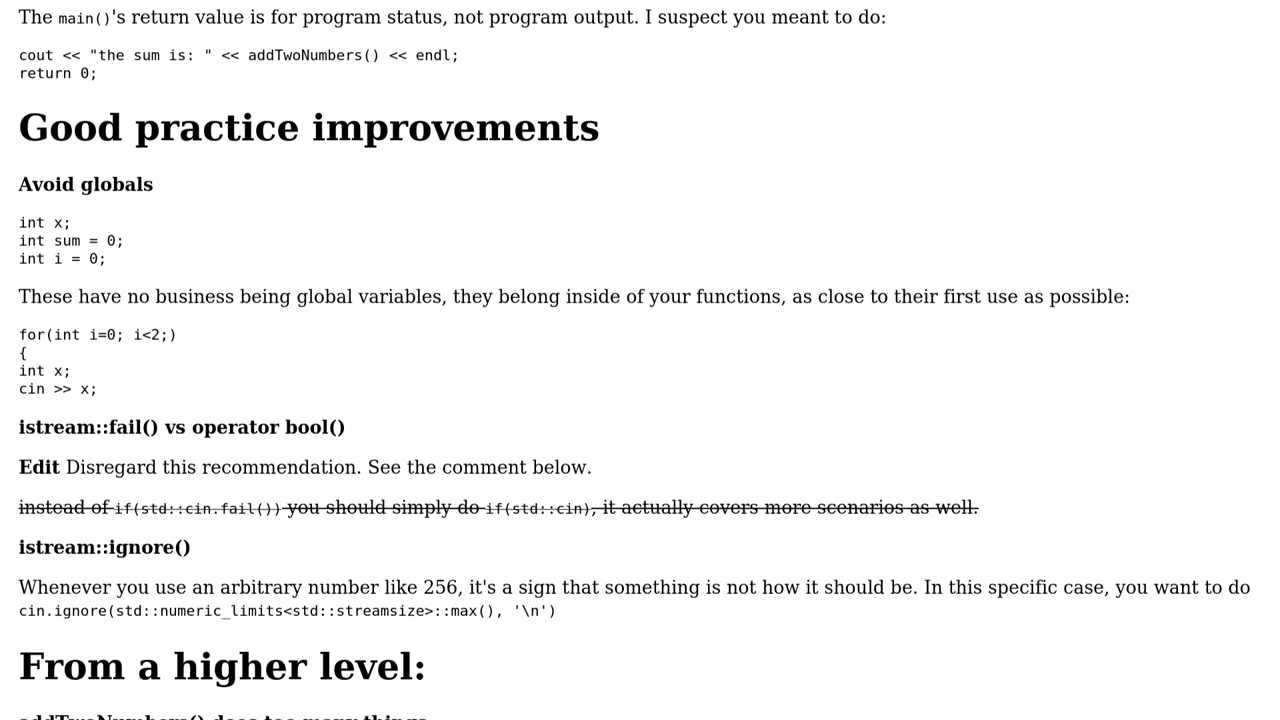 The main()'s return value is for program status, not program output. I suspect you meant to do:
cout << "the sum is: " << addTwoNumbers() << endl;
return 0;
Good practice improvements
Avoid globals
int x;
int sum = 0;
int i = 0;
These have no business being global variables, they belong inside of your functions, as close to their first use as possible:
for(int i=0; i<2;)
{
int x;
cin >> x;
istream::fail() vs operator bool()
Edit Disregard this recommendation. See the comment below.
instead of if(std::cin.fail()) you should simply do if(std::cin), it actually covers more scenarios as well.
istream::ignore()
Whenever you use an arbitrary number like 256, it's a sign that something is not how it should be. In this specific case, you want to do
cin.ignore(std::numeric_limits<std::streamsize>::max(), '\n')
From a higher level:
addTwoNumbers() does too many things